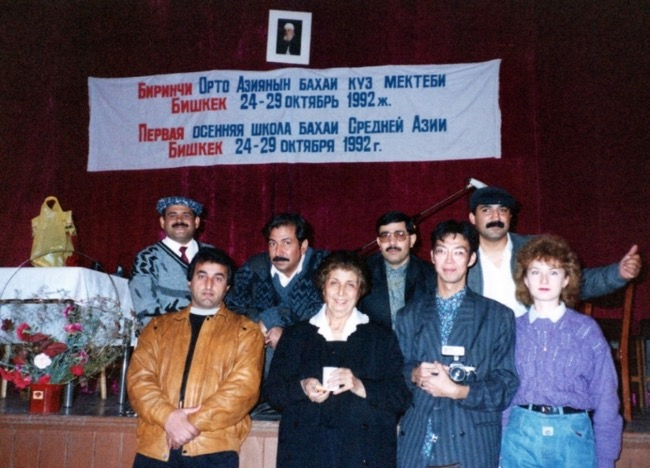 Биринчи Орто Азиянын бахаи куз мектеби
Бишкек 24-29 октябрь 1992 ж.
Первая осенняя школа бахаи Средней Азии
Бишкек 24-29 октября 1992 г.